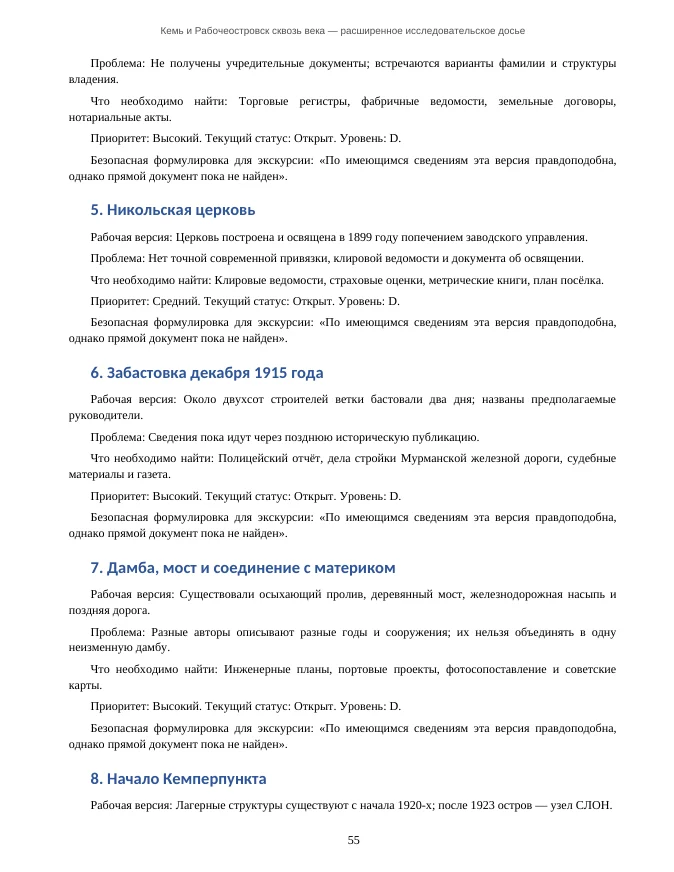 Кемь и Рабочеостровск сквозь века — расширенное исследовательское досье
Проблема: Не получены учредительные документы; встречаются варианты фамилии и структуры
владения.
Что необходимо найти: Торговые регистры, фабричные ведомости, земельные договоры,
нотариальные акты.
Приоритет: Высокий. Текущий статус: Открыт. Уровень: D.
Безопасная формулировка для экскурсии: «По имеющимся сведениям эта версия правдоподобна,
однако прямой документ пока не найден».
5. Никольская церковь
Рабочая версия: Церковь построена и освящена в 1899 году попечением заводского управления.
Проблема: Нет точной современной привязки, клировой ведомости и документа об освящении.
Что необходимо найти: Клировые ведомости, страховые оценки, метрические книги, план посёлка.
Приоритет: Средний. Текущий статус: Открыт. Уровень: D.
Безопасная формулировка для экскурсии: «По имеющимся сведениям эта версия правдоподобна,
однако прямой документ пока не найден».
6. Забастовка декабря 1915 года
Рабочая версия: Около двухсот строителей ветки бастовали два дня; названы предполагаемые
руководители.
Проблема: Сведения пока идут через позднюю историческую публикацию.
Что необходимо найти: Полицейский отчёт, дела стройки Мурманской железной дороги, судебные
материалы и газета.
Приоритет: Высокий. Текущий статус: Открыт. Уровень: D.
Безопасная формулировка для экскурсии: «По имеющимся сведениям эта версия правдоподобна,
однако прямой документ пока не найден».
7. Дамба, мост и соединение с материком
Рабочая версия: Существовали осыхающий пролив, деревянный мост, железнодорожная насыпь и
поздняя дорога.
Проблема: Разные авторы описывают разные годы и сооружения; их нельзя объединять в одну
неизменную дамбу.
Что необходимо найти: Инженерные планы, портовые проекты, фотосопоставление и советские
карты.
Приоритет: Высокий. Текущий статус: Открыт. Уровень: D.
Безопасная формулировка для экскурсии: «По имеющимся сведениям эта версия правдоподобна,
однако прямой документ пока не найден».
8. Начало Кемперпункта
Рабочая версия: Лагерные структуры существуют с начала 1920-х; после 1923 остров — узел СЛОН.
55